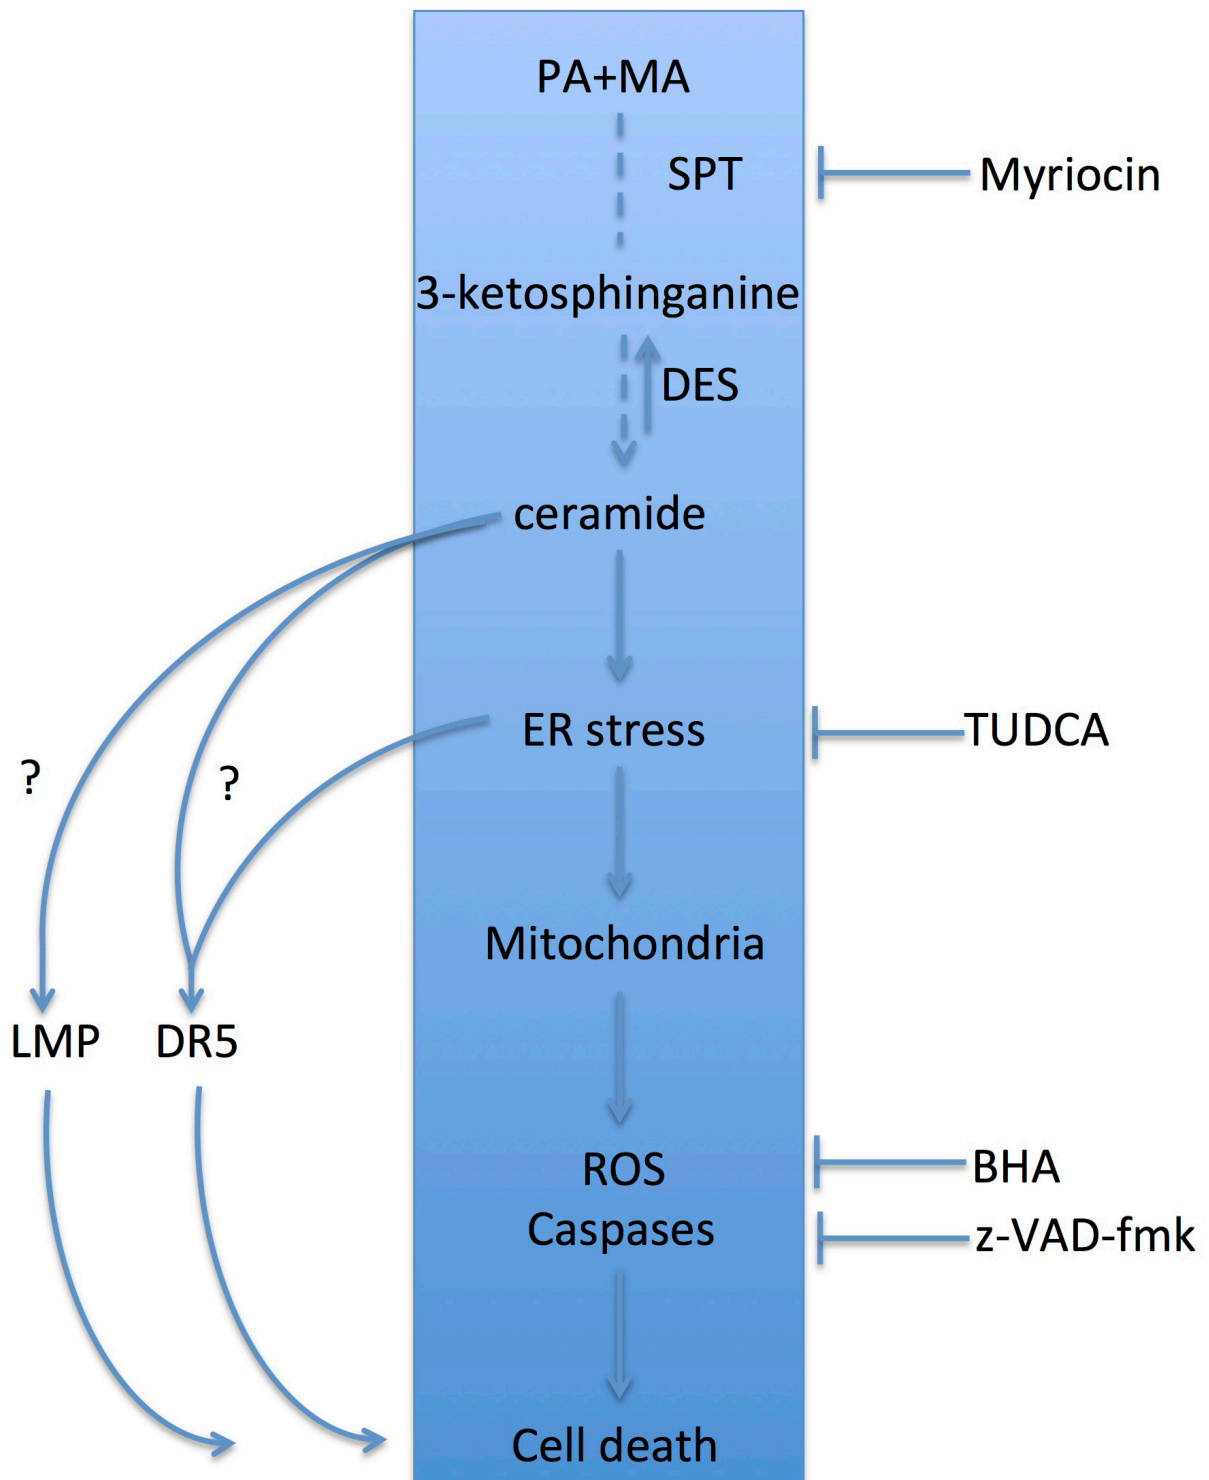 PA+MA
SPT
Myriocin
3-ketosphinganine
DES
ceramide
ER stress
TUDCA
?
?
Mitochondria
LMP
DR5
ROS
BHA
Caspases
z-VAD-fmk
Cell death